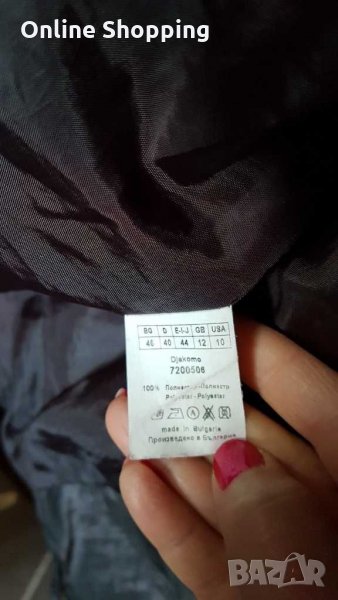 Online Shopping
BG D E-I-J GB USA
46 40 44 12 10
Djakomo
7200506
100% Полиестер-Полиестр
Polyester-Polyester
made in Bulgaria
Произведено в България
BAZAR